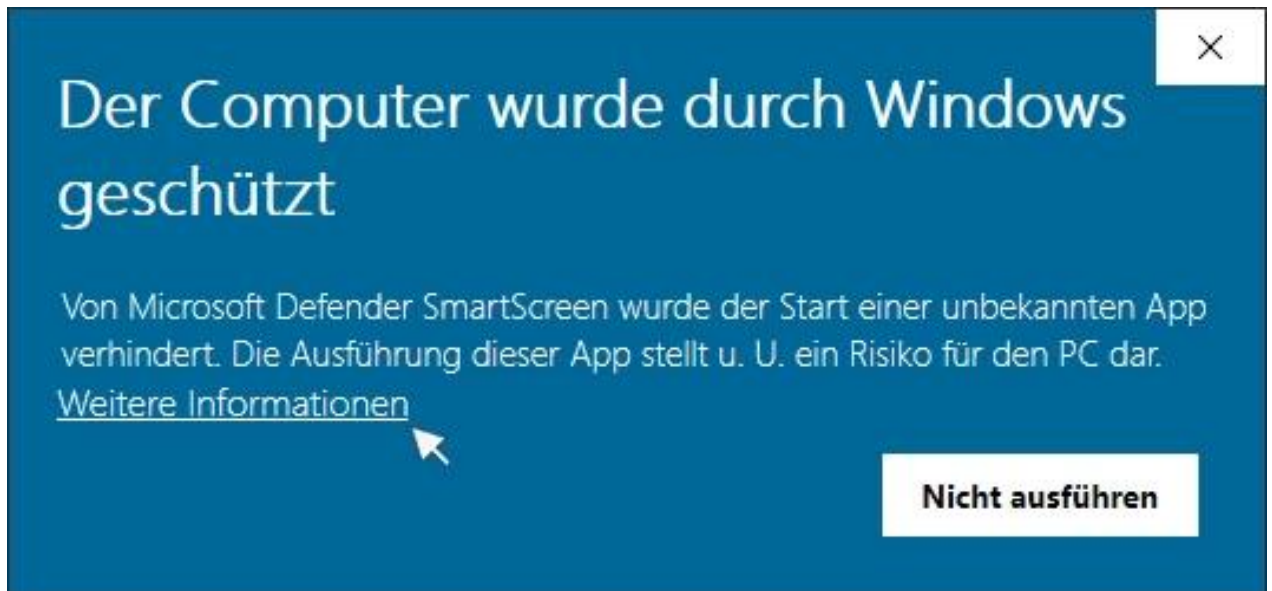 Der Computer wurde durch Windows
geschützt
Von Microsoft Defender SmartScreen wurde der Start einer unbekannten App
verhindert. Die Ausführung dieser App stellt u. U. ein Risiko für den PC dar.
Weitere Informationen
Nicht ausführen